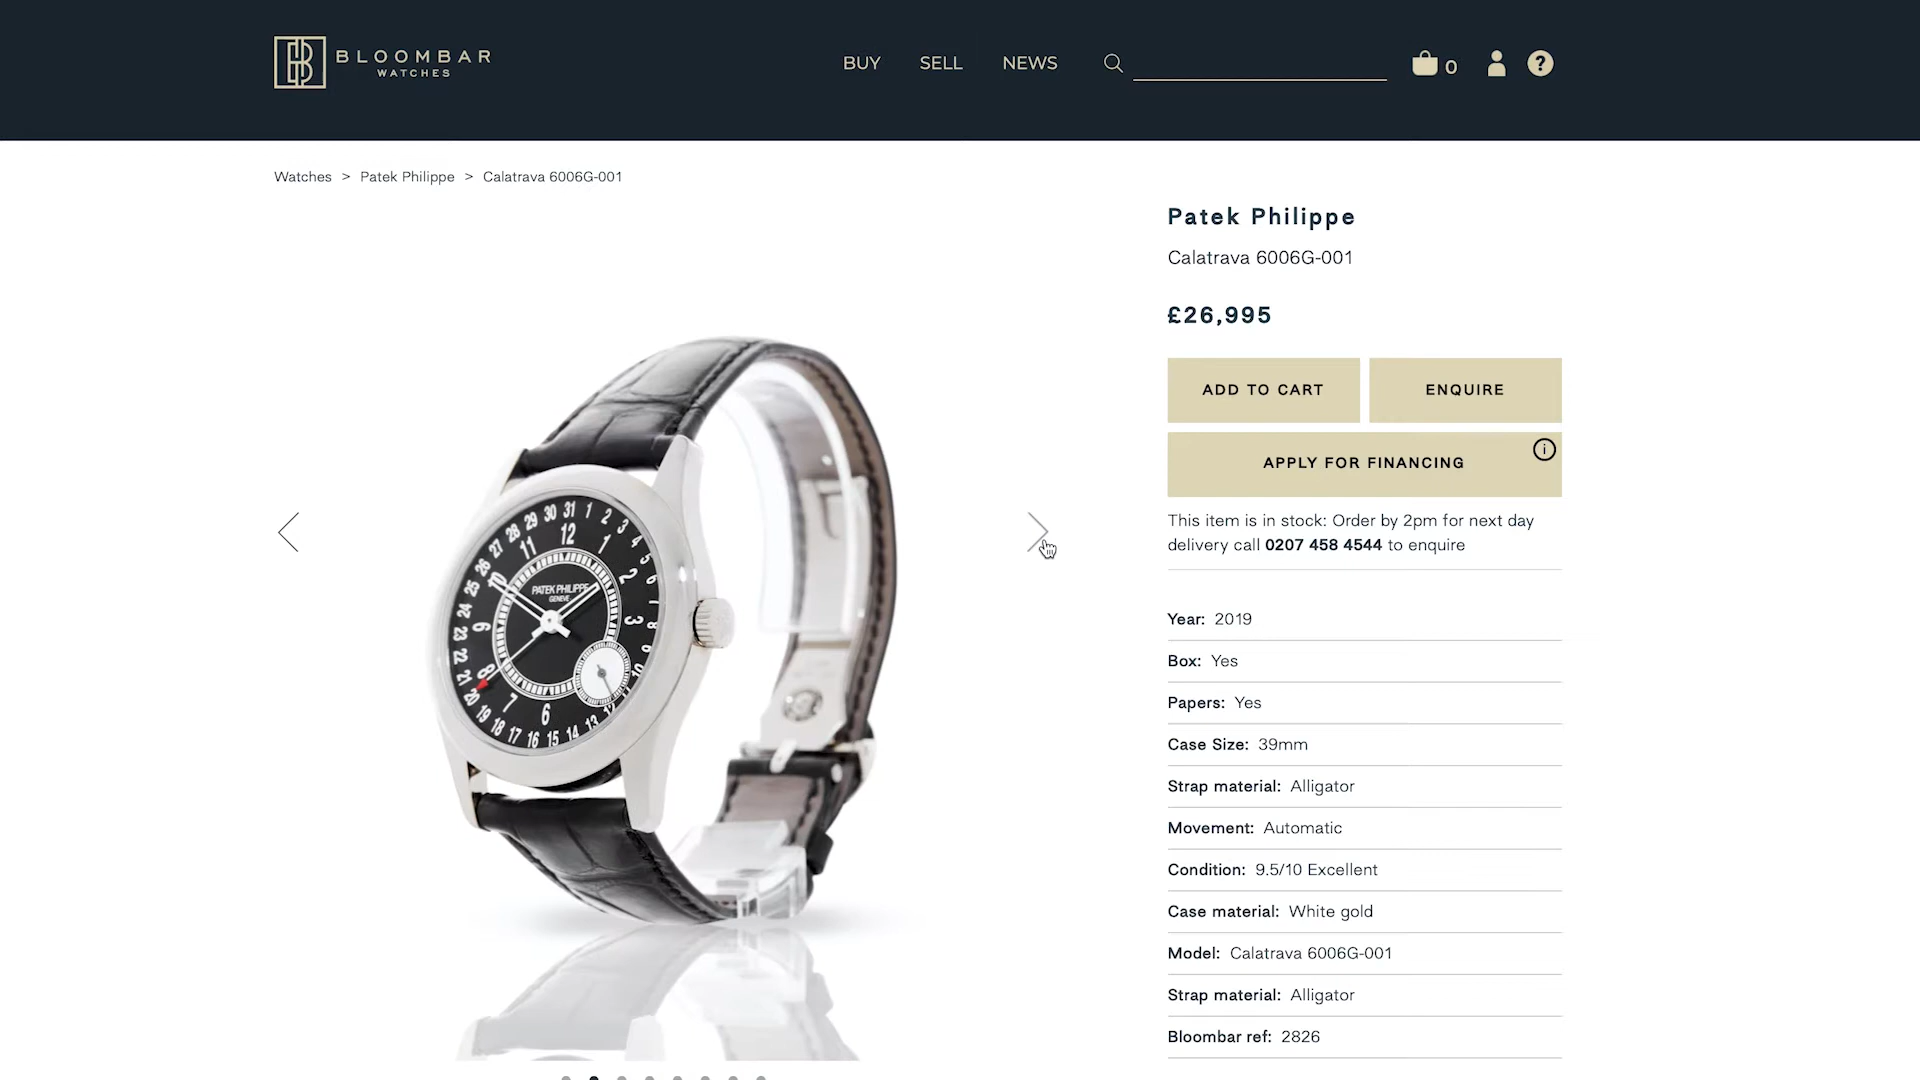 BLOOMBAR
WATCHES
BUY SELL NEWS
0
?
Watches > Patek Philippe > Calatrava 6006G-001
Patek Philippe
Calatrava 6006G-001
£26,995
ADD TO CART
ENQUIRE
APPLY FOR FINANCING
i
This item is in stock: Order by 2pm for next day
delivery call 0207 458 4544 to enquire
Year: 2019
Box: Yes
Papers: Yes
Case Size: 39mm
Strap material: Alligator
Movement: Automatic
Condition: 9.5/10 Excellent
Case material: White gold
Model: Calatrava 6006G-001
Strap material: Alligator
Bloombar ref: 2826
PATEK PHILIPPE
GENEVE